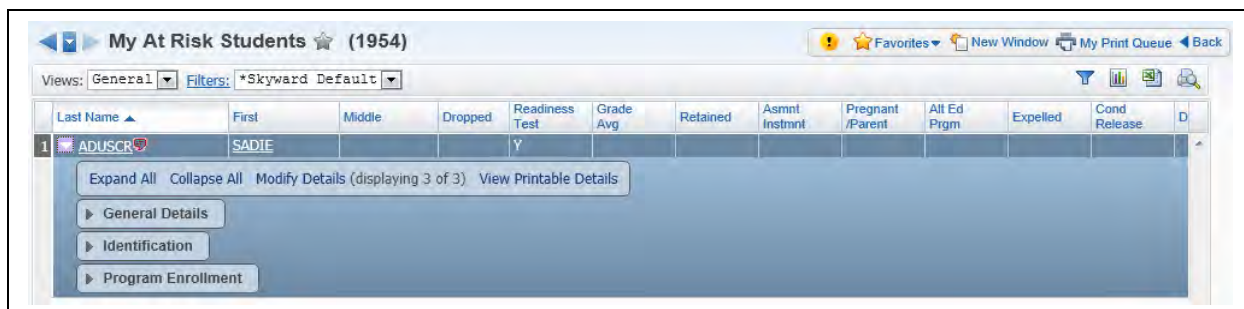 My At Risk Students (1954) Favorites New Window My Print Queue Back
Views: General Filters: *Skyward Default
Last Name First Middle Dropped Readiness Test Grade Avg Retained Asmnt Instmnt Pregnant /Parent Alt Ed Prgm Expelled Cond Release D
1 ADUSCR SADIE Y
Expand All Collapse All Modify Details (displaying 3 of 3) View Printable Details
General Details
Identification
Program Enrollment